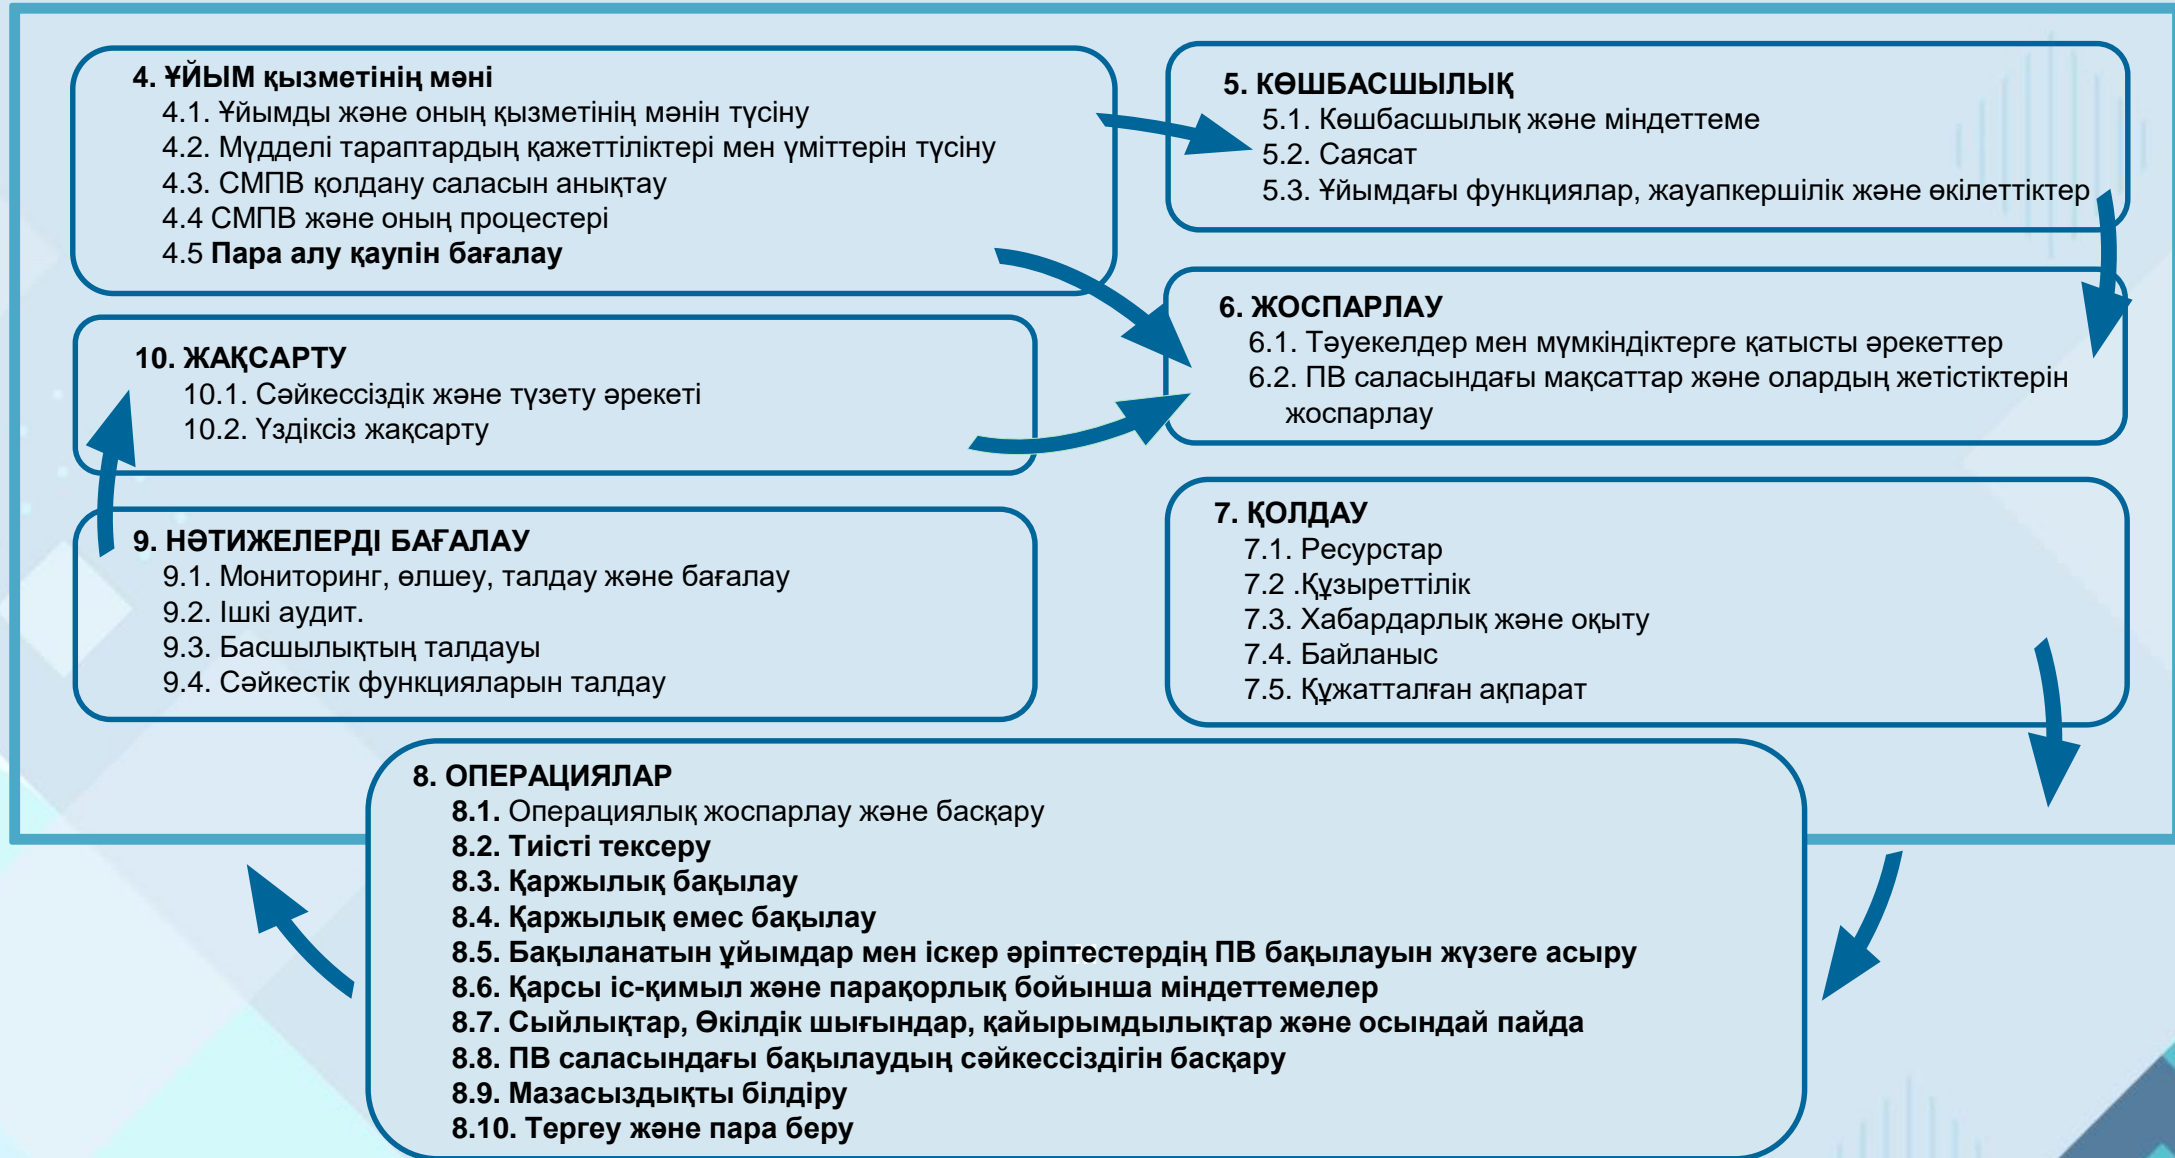 4. ҰЙЫМ қызметінің мәні
4.1. Ұйымды және оның қызметінің мәнін түсіну
4.2. Мүдделі тараптардың қажеттіліктері мен үміттерін түсіну
4.3. СМПВ қолдану саласын анықтау
4.4 СМПВ және оның процестері
4.5 Пара алу қаупін бағалау
5. КӨШБАСШЫЛЫҚ
5.1. Көшбасшылық және міндеттеме
5.2. Саясат
5.3. Ұйымдағы функциялар, жауапкершілік және өкілеттіктер
6. ЖОСПАРЛАУ
6.1. Тәуекелдер мен мүмкіндіктерге қатысты әрекеттер
6.2. ПВ саласындағы мақсаттар және олардың жетістіктерін
жоспарлау
10. ЖАҚСАРТУ
10.1. Сәйкессіздік және түзету әрекеті
10.2. Үздіксіз жақсарту
9. НӘТИЖЕЛЕРДІ БАҒАЛАУ
9.1. Мониторинг, өлшеу, талдау және бағалау
9.2. Ішкі аудит.
9.3. Басшылықтың талдауы
9.4. Сәйкестік функцияларын талдау
7. ҚОЛДАУ
7.1. Ресурстар
7.2 .Құзыреттілік
7.3. Хабардарлық және оқыту
7.4. Байланыс
7.5. Құжатталған ақпарат
8. ОПЕРАЦИЯЛАР
8.1. Операциялық жоспарлау және басқару
8.2. Тиісті тексеру
8.3. Қаржылық бақылау
8.4. Қаржылық емес бақылау
8.5. Бақыланатын ұйымдар мен іскер әріптестердің ПВ бақылауын жүзеге асыру
8.6. Қарсы іс-қимыл және парақорлық бойынша міндеттемелер
8.7. Сыйлықтар, Өкілдік шығындар, қайырымдылықтар және осындай пайда
8.8. ПВ саласындағы бақылаудың сәйкессіздігін басқару
8.9. Мазасыздықты білдіру
8.10. Тергеу және пара беру